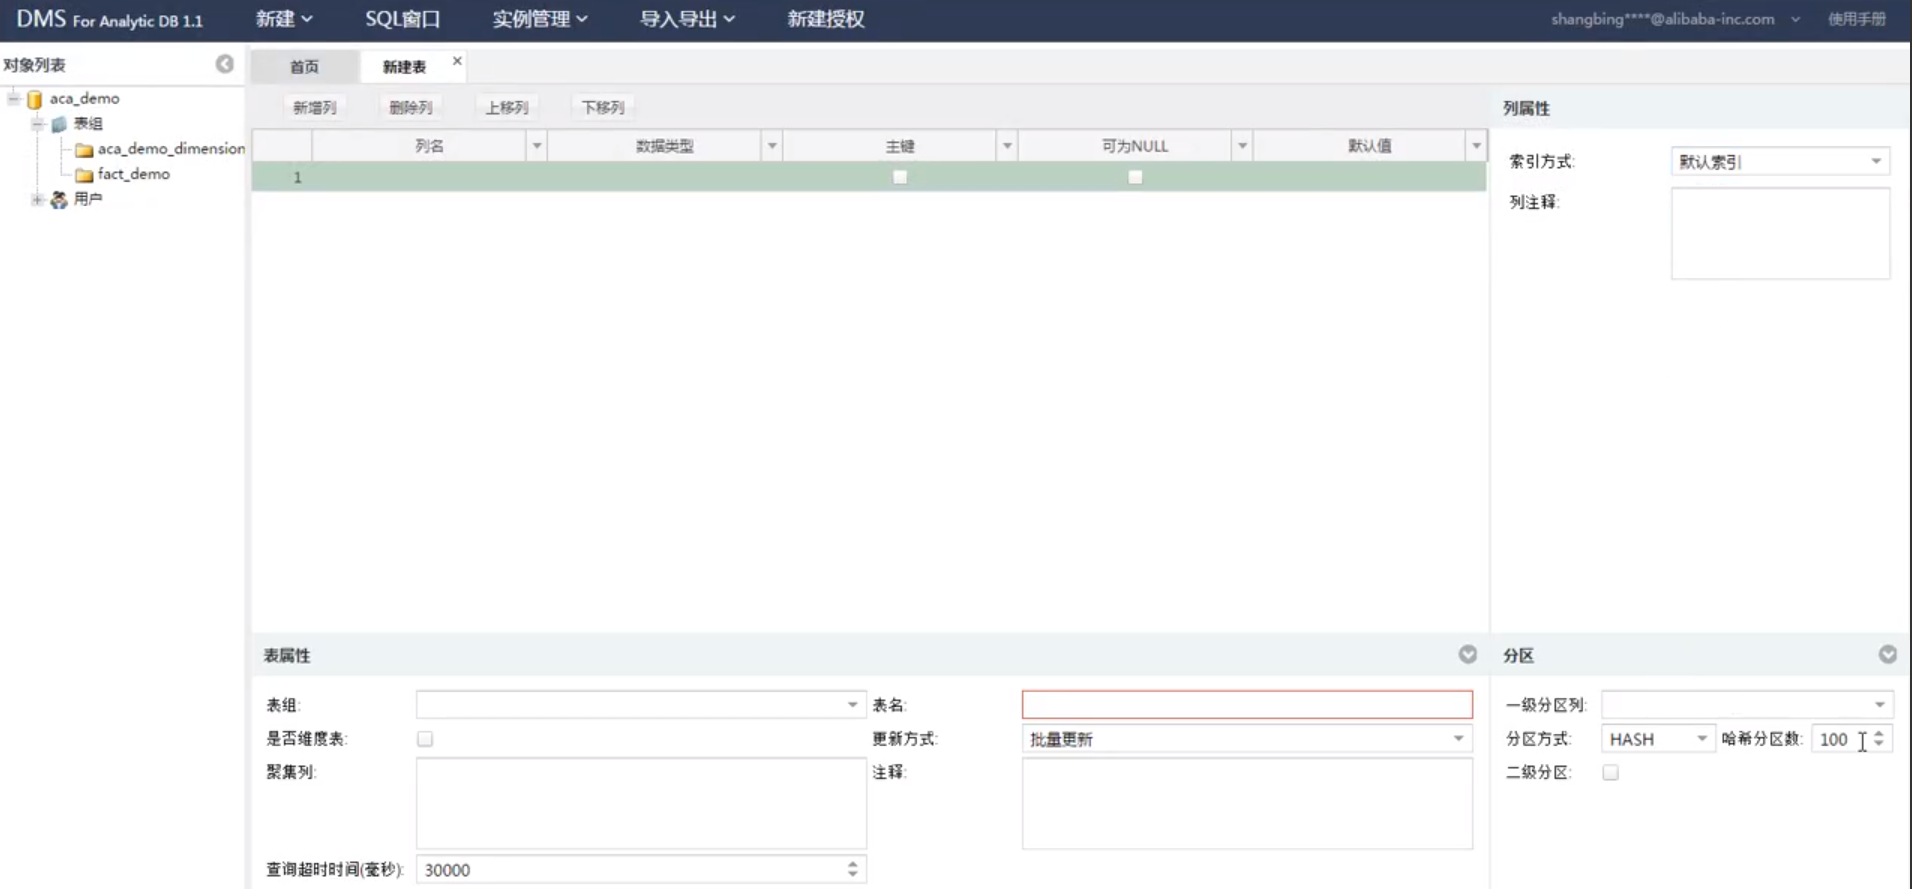 DMS For Analytic DB 1.1 新建 SQL窗口 实例管理 导入导出 新建授权 shangbing****@alibaba-inc.com 使用手册
对象列表
aca_demo
表组
aca_demo_dimension
fact_demo
用户
首页 新建表
新增列 删除列 上移列 下移列
列名 数据类型 主键 可为NULL 默认值
1
列属性
索引方式: 默认索引
列注释:
表属性
表组: 表名:
是否维度表: 更新方式: 批量更新
聚集列: 注释:
查询超时时间(毫秒): 30000
分区
一级分区列:
分区方式: HASH 哈希分区数: 100
二级分区: